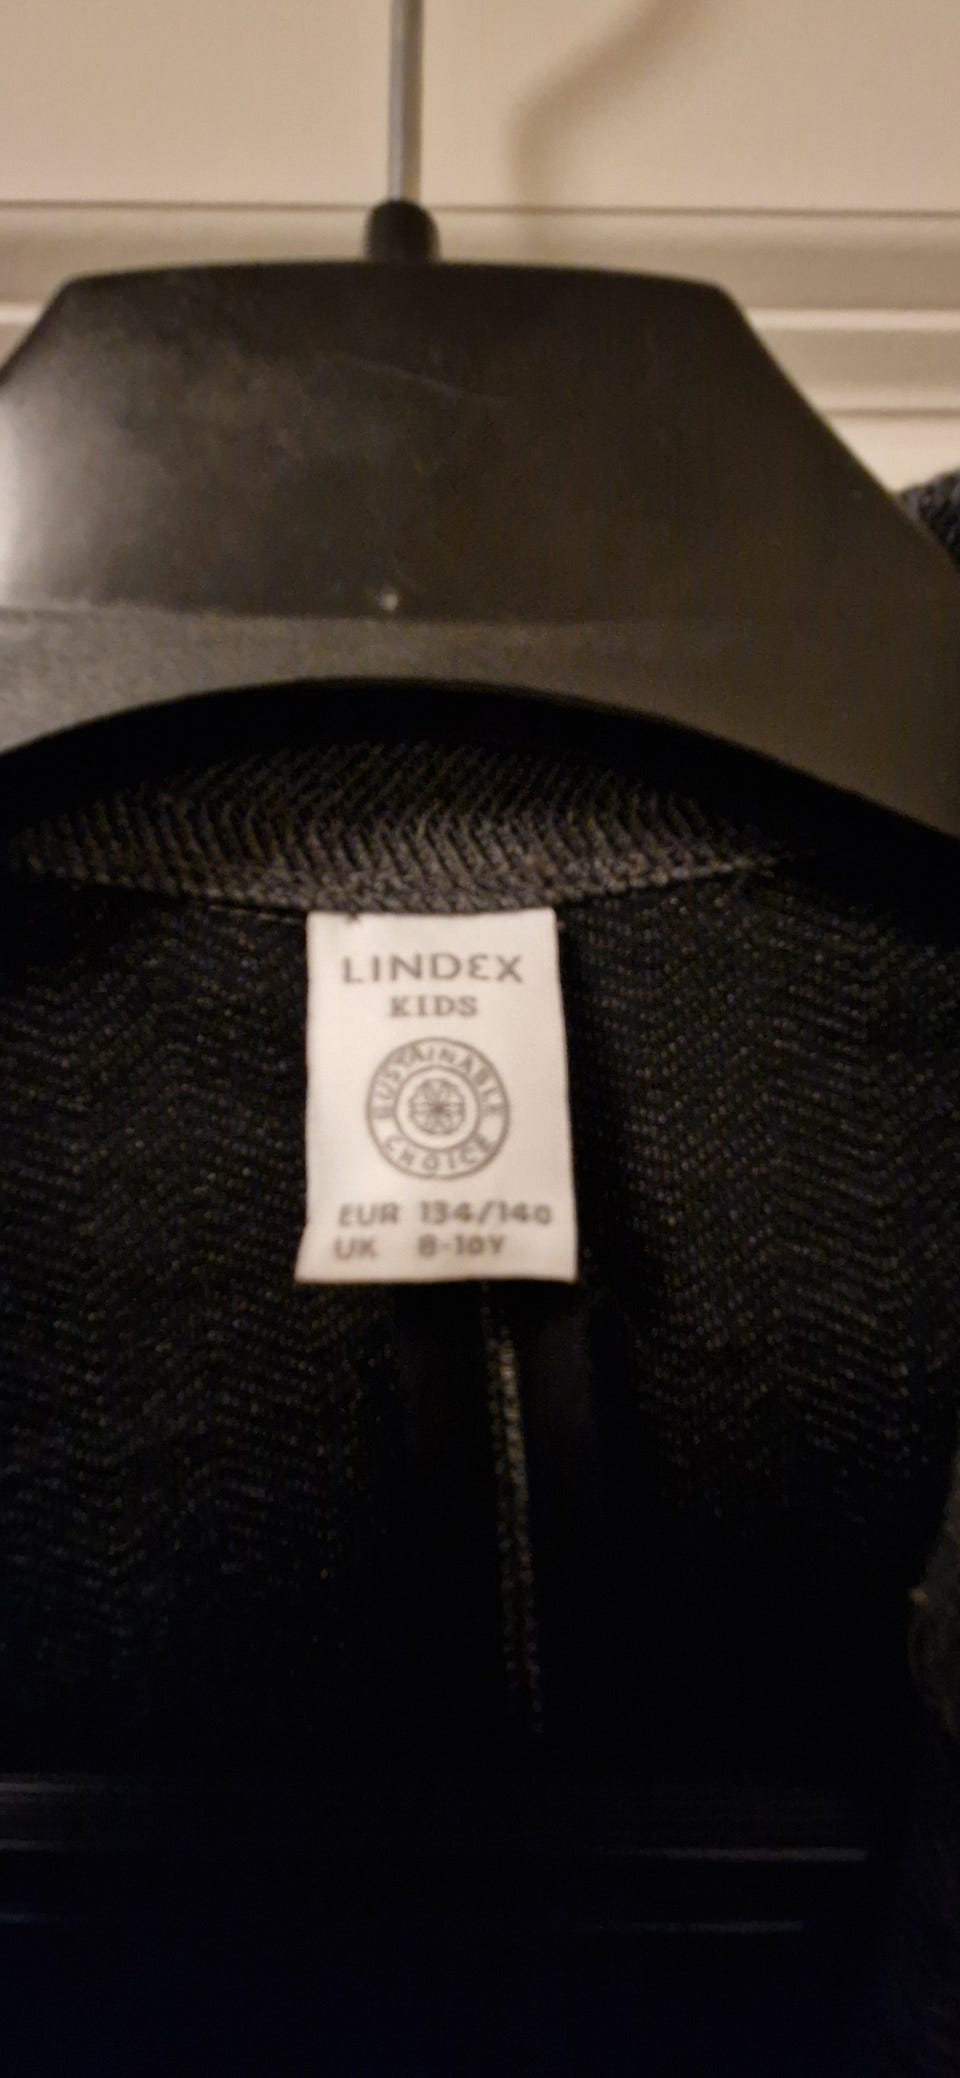 LINDEX
KIDS
SUSTAINABLE
CHOICE
EUR 134/140
UK 8-10Y